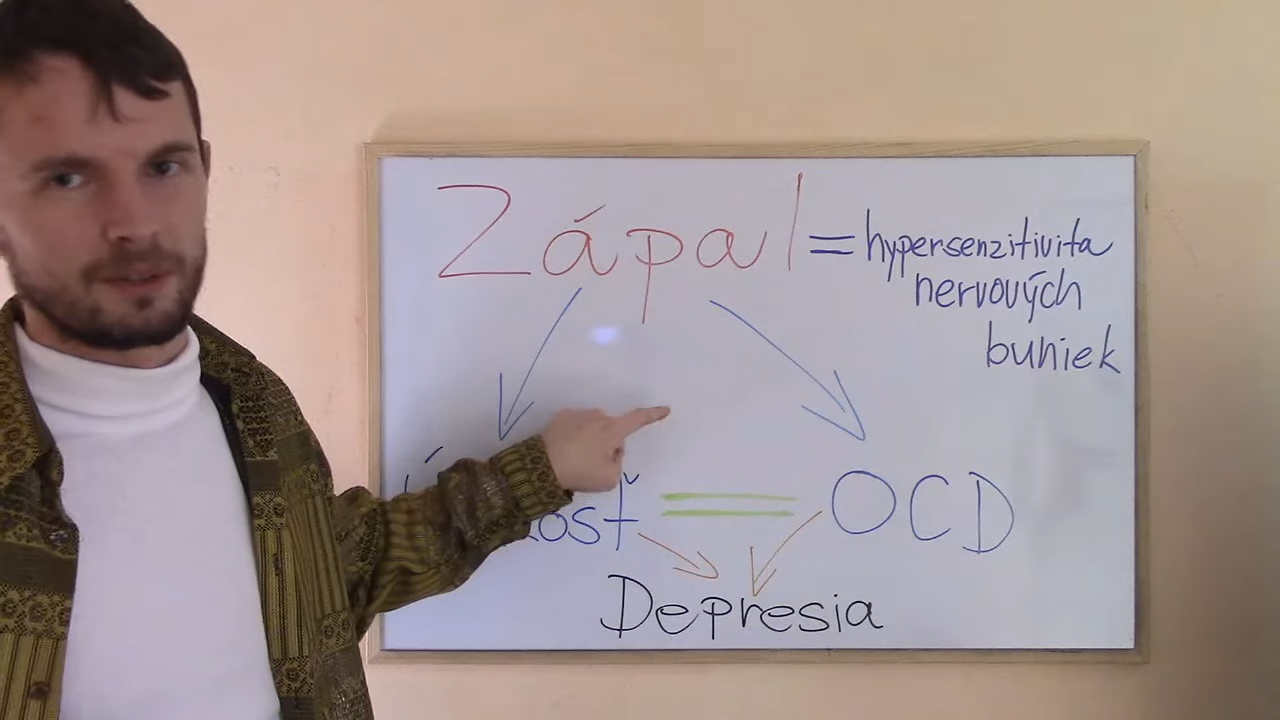 Zápal = hypersenzitivita
nervových
buniek
= OCD
Depresia